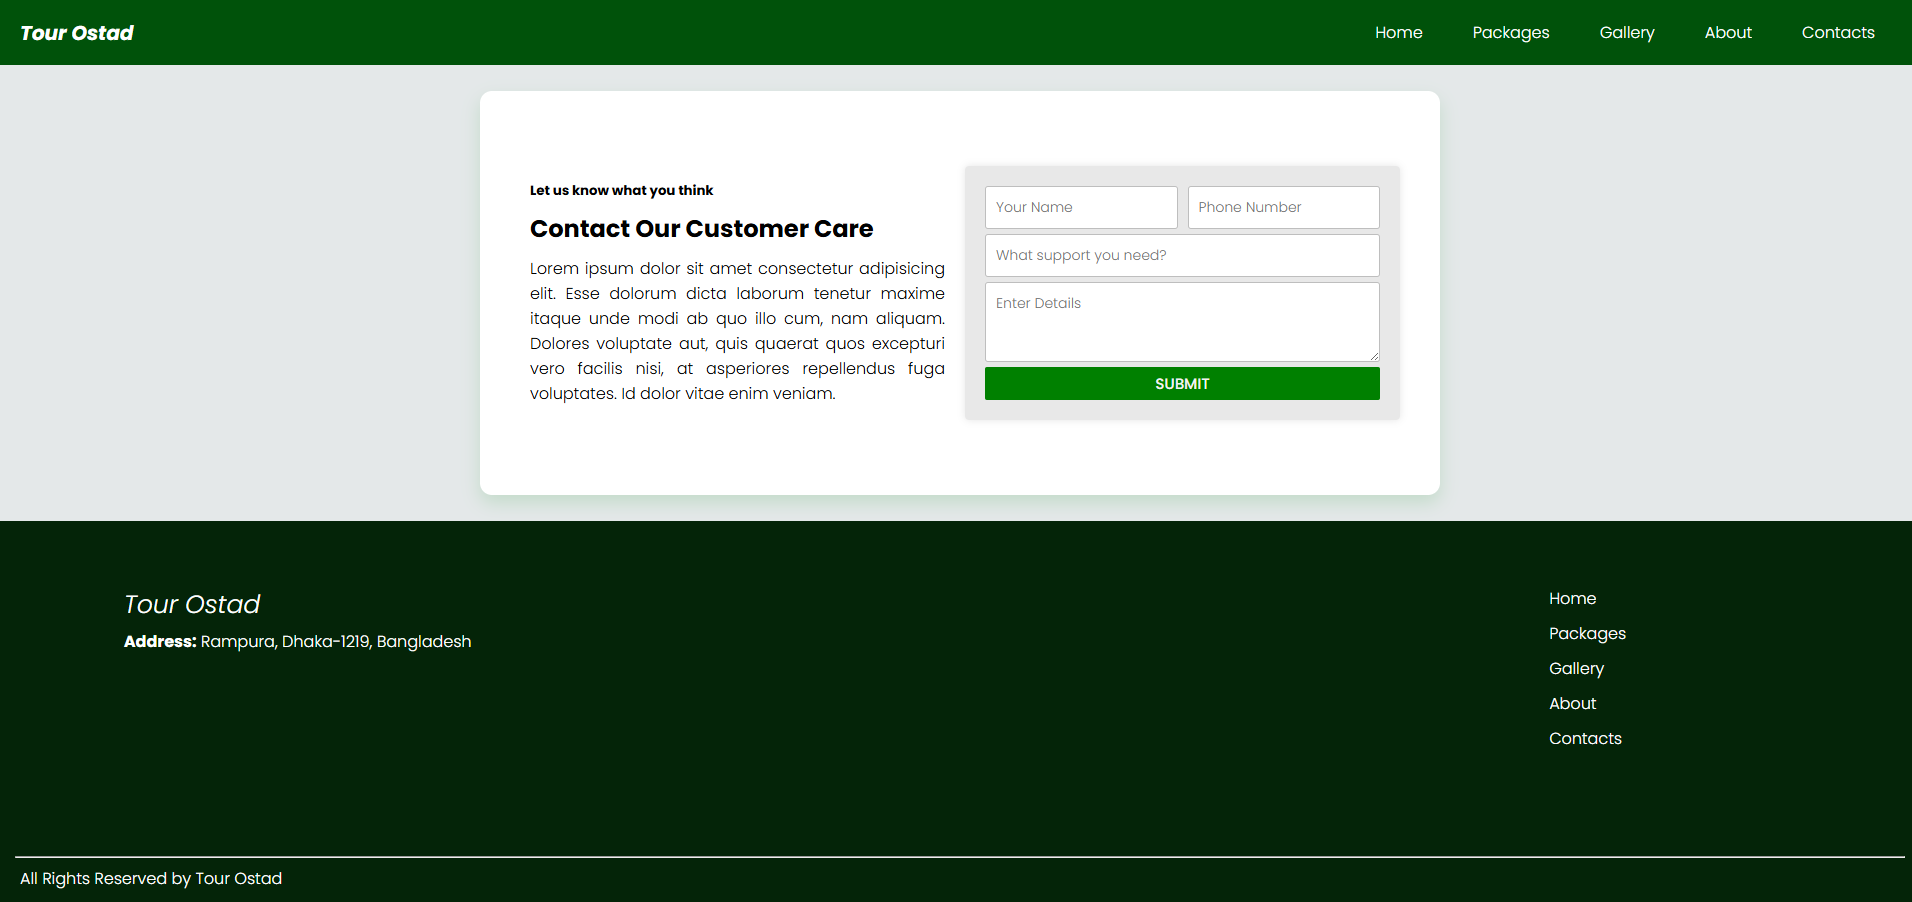 Tour Ostad
Home Packages Gallery About Contacts
Let us know what you think
Contact Our Customer Care
Lorem ipsum dolor sit amet consectetur adipisicing
elit. Esse dolorum dicta laborum tenetur maxime
itaque unde modi ab quo illo cum, nam aliquam.
Dolores voluptate aut, quis quaerat quos excepturi
vero facilis nisi, at asperiores repellendus fuga
voluptates. Id dolor vitae enim veniam.
Your Name
Phone Number
What support you need?
Enter Details
SUBMIT
Tour Ostad
Address: Rampura, Dhaka-1219, Bangladesh
Home
Packages
Gallery
About
Contacts
All Rights Reserved by Tour Ostad